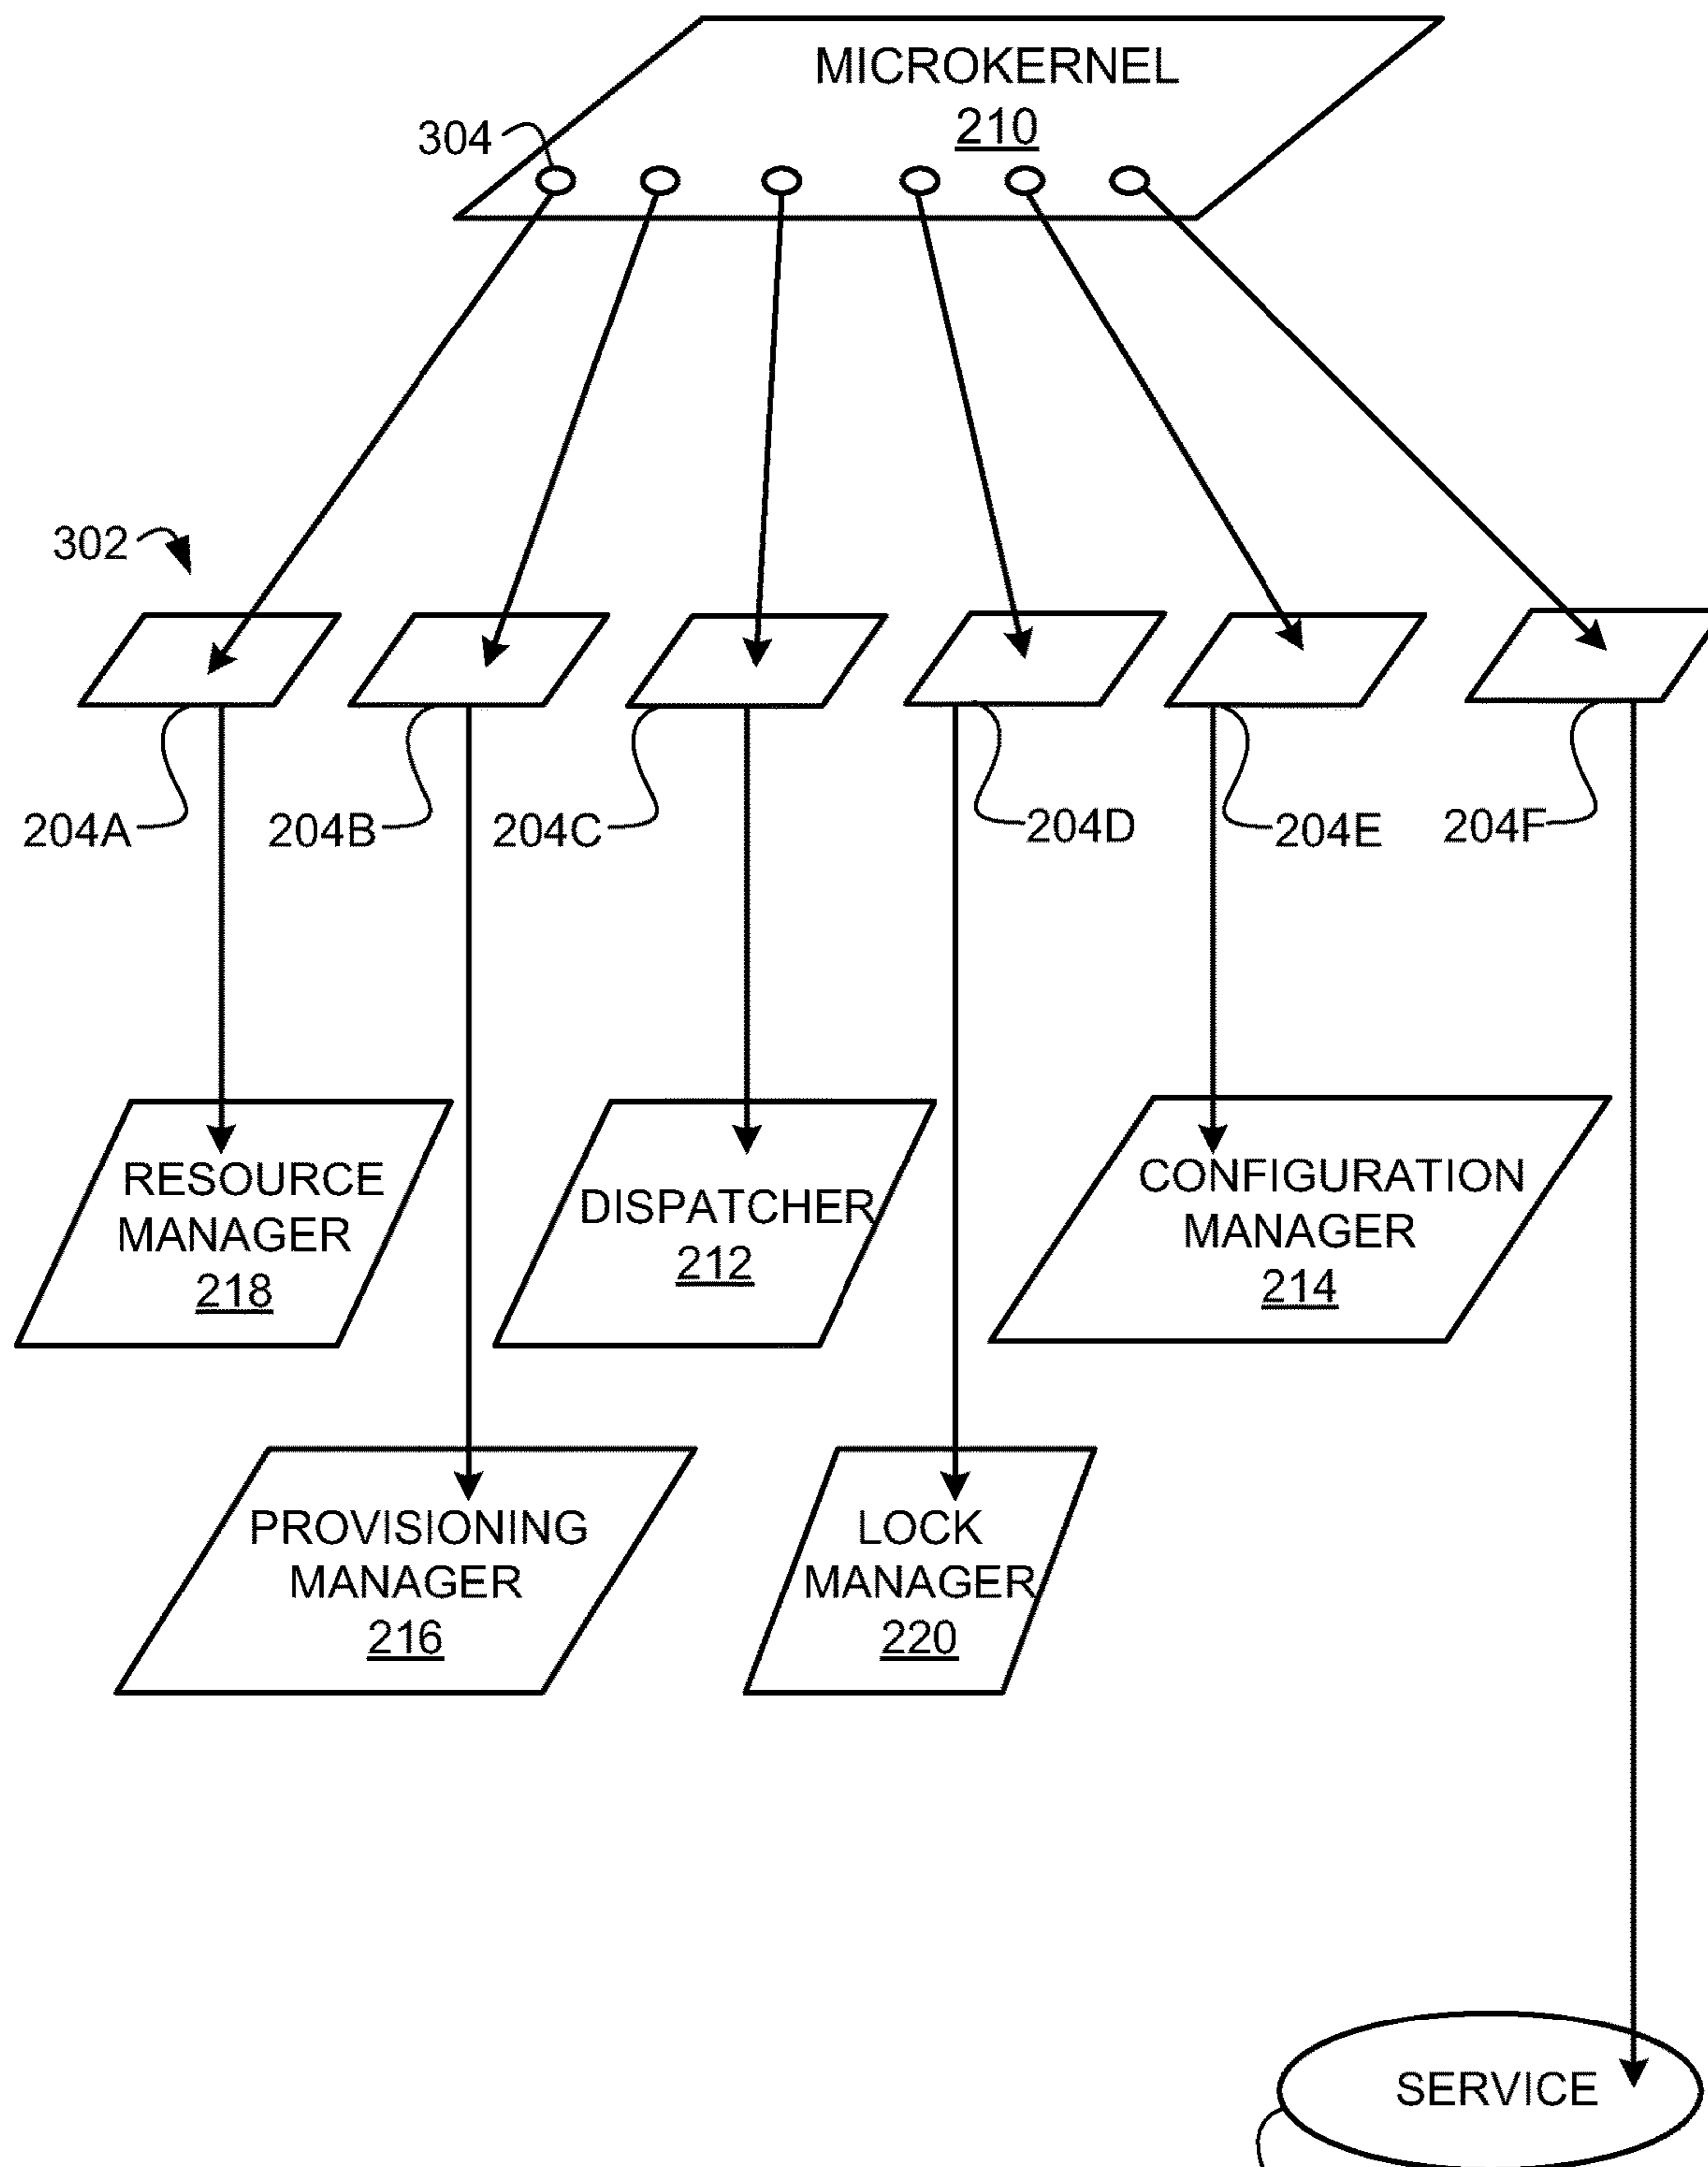 MICROKERNEL
210
304
302
204A
204B
204C
204D
204E
204F
RESOURCE
MANAGER
218
DISPATCHER
212
CONFIGURATION
MANAGER
214
PROVISIONING
MANAGER
216
LOCK
MANAGER
220
SERVICE